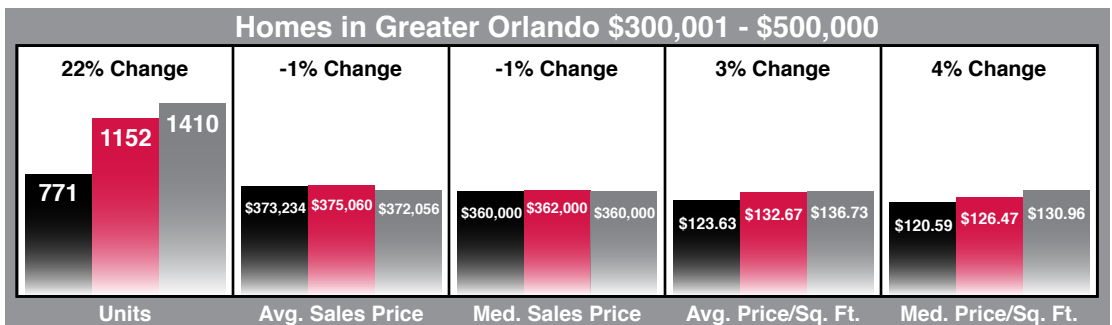 Homes in Greater Orlando $300,001 - $500,000
22% Change
771
1152
1410
Units
-1% Change
$373,234
$375,060
$372,056
Avg. Sales Price
-1% Change
$360,000
$362,000
$360,000
Med. Sales Price
3% Change
$123.63
$132.67
$136.73
Avg. Price/Sq. Ft.
4% Change
$120.59
$126.47
$130.96
Med. Price/Sq. Ft.